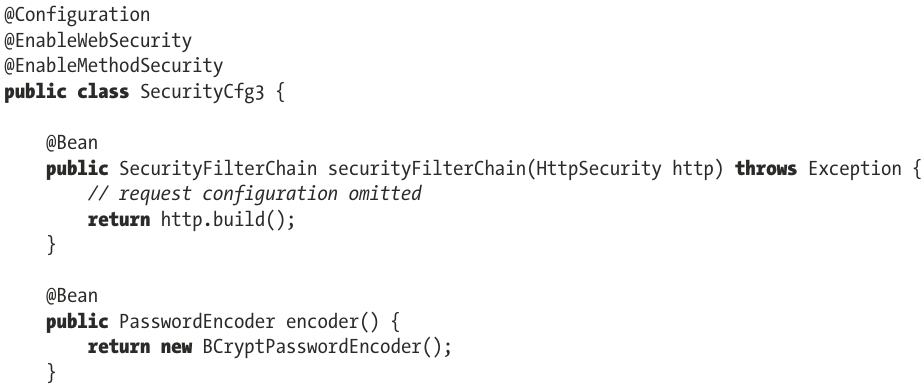 @Configuration
@EnableWebSecurity
@EnableMethodSecurity
public class SecurityCfg3 {
@Bean
public SecurityFilterChain securityFilterChain(HttpSecurity http) throws Exception {
// request configuration omitted
return http.build();
}
@Bean
public PasswordEncoder encoder() {
return new BCryptPasswordEncoder();
}